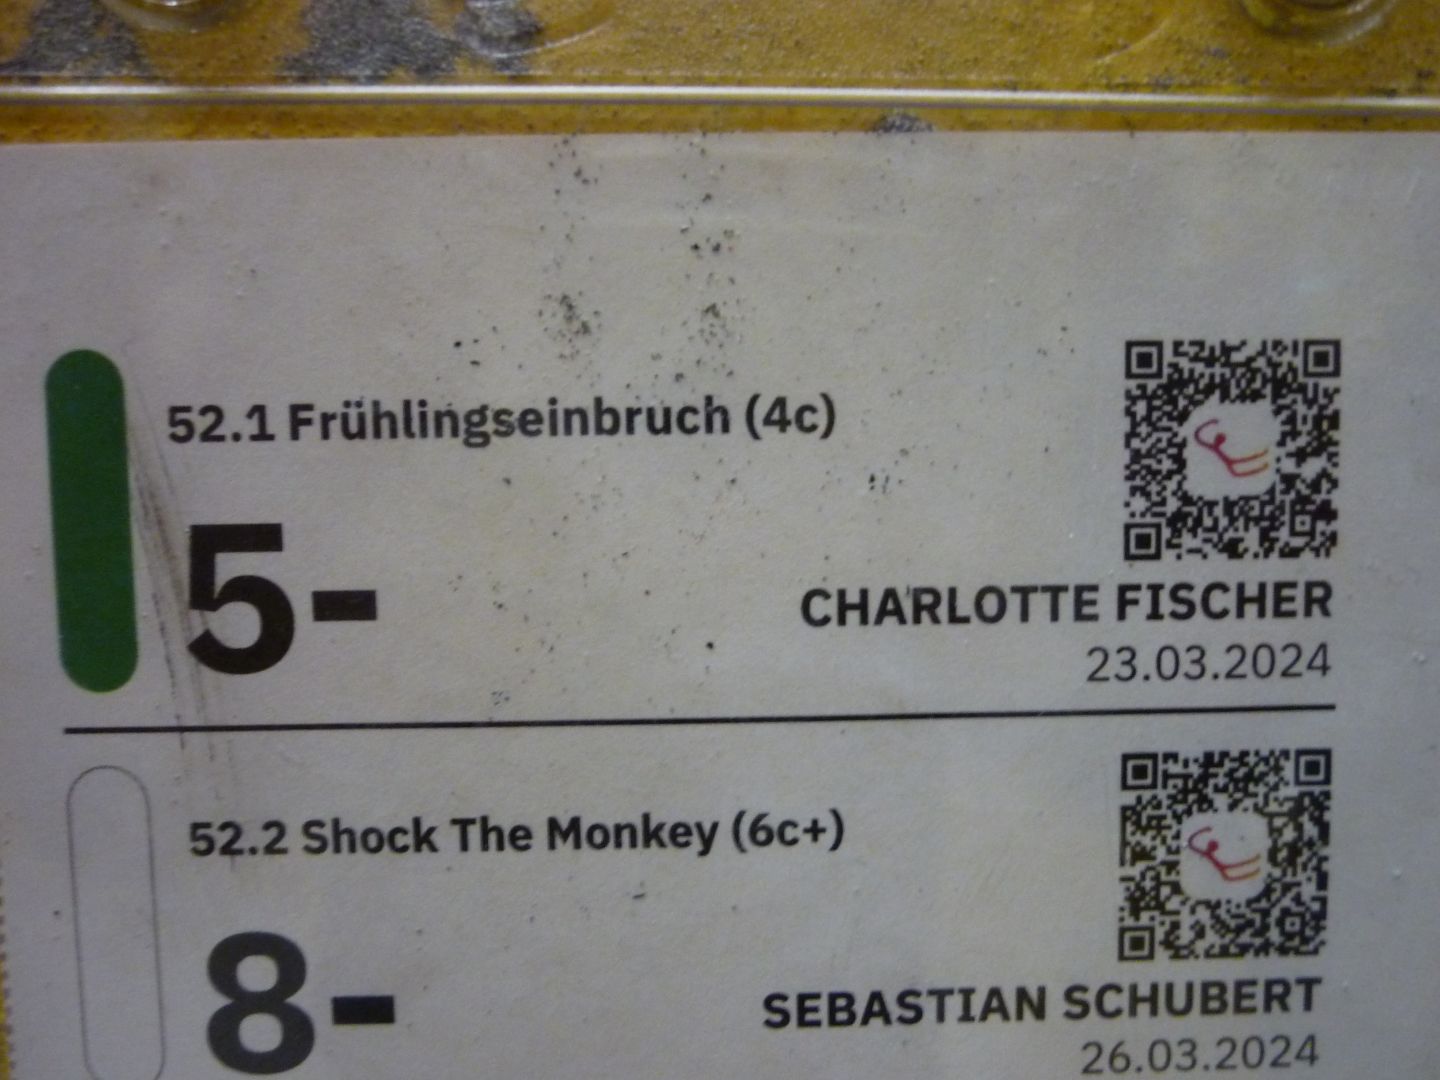 52.1 Frühlingseinbruch (4c)
5-
CHARLOTTE FISCHER
23.03.2024
52.2 Shock The Monkey (6c+)
8-
SEBASTIAN SCHUBERT
26.03.2024